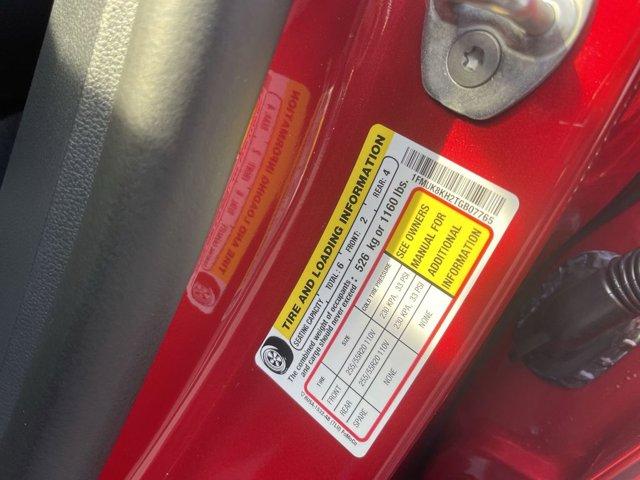 TIRE AND LOADING INFORMATION
SEATING CAPACITY TOTAL: 6 FRONT: 2 REAR: 4
The combined weight of occupants and cargo should never exceed: 526 kg or 1160 lbs.
1FMUK8KH2TGB07765
TIRE SIZE COLD TIRE PRESSURE
FRONT 255/55R20 110V 230 KPA, 33 PSI
REAR 255/55R20 110V 230 KPA, 33 PSI
SPARE NONE NONE
SEE OWNERS
MANUAL FOR
ADDITIONAL
INFORMATION